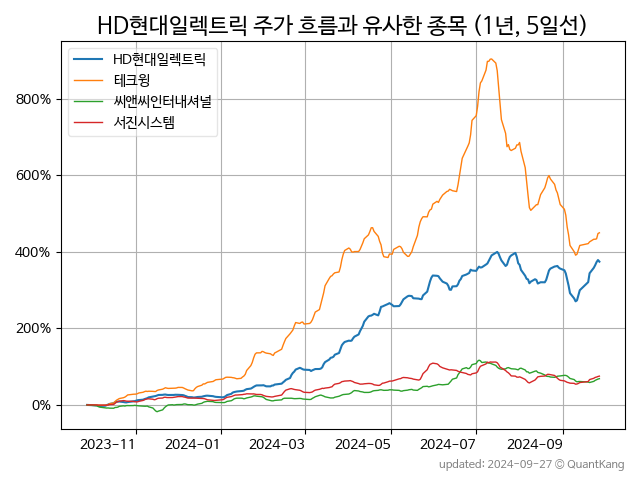 HD현대일렉트릭 주가 흐름과 유사한 종목 (1년, 5일선)
HD현대일렉트릭
테크윙
씨앤씨인터내셔널
서진시스템
800%
600%
400%
200%
0%
2023-11
2024-01
2024-03
2024-05
2024-07
2024-09
updated: 2024-09-27 © QuantKang